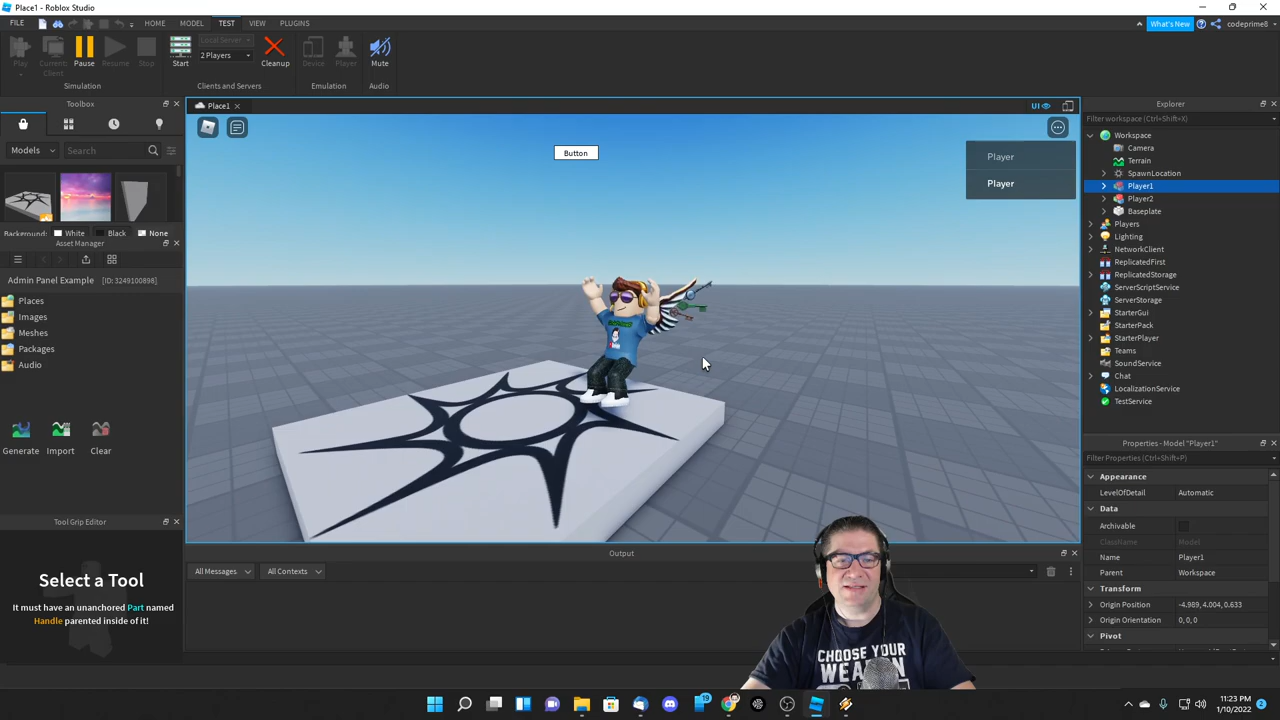 Place1 - Roblox Studio
FILE HOME MODEL TEST VIEW PLUGINS What's New codeprime8
Play Current: Client Pause Resume Stop Start Local Server 2 Players Cleanup Device Player Mute
Simulation Clients and Servers Emulation Audio
Toolbox
Models Search
Background: White Black None
Asset Manager
Admin Panel Example [ID: 3249100898]
Places
Images
Meshes
Packages
Audio
Generate Import Clear
Tool Grip Editor
Select a Tool
It must have an unanchored Part named
Handle parented inside of it!
Place1 UI
Button
Player
Player
Output
All Messages All Contexts
CHOOSE YOUR
WEAPON
Explorer
Filter workspace (Ctrl+Shift+X)
Workspace
Camera
Terrain
SpawnLocation
Player1
Player2
Baseplate
Players
Lighting
NetworkClient
ReplicatedFirst
ReplicatedStorage
ServerScriptService
ServerStorage
StarterGui
StarterPack
StarterPlayer
Teams
SoundService
Chat
LocalizationService
TestService
Properties - Model "Player1"
Filter Properties (Ctrl+Shift+P)
Appearance
LevelOfDetail Automatic
Data
Archivable
ClassName Model
Name Player1
Parent Workspace
Transform
Origin Position -4.989, 4.004, 0.633
Origin Orientation 0, 0, 0
Pivot
19
11:23 PM
1/10/2022
2